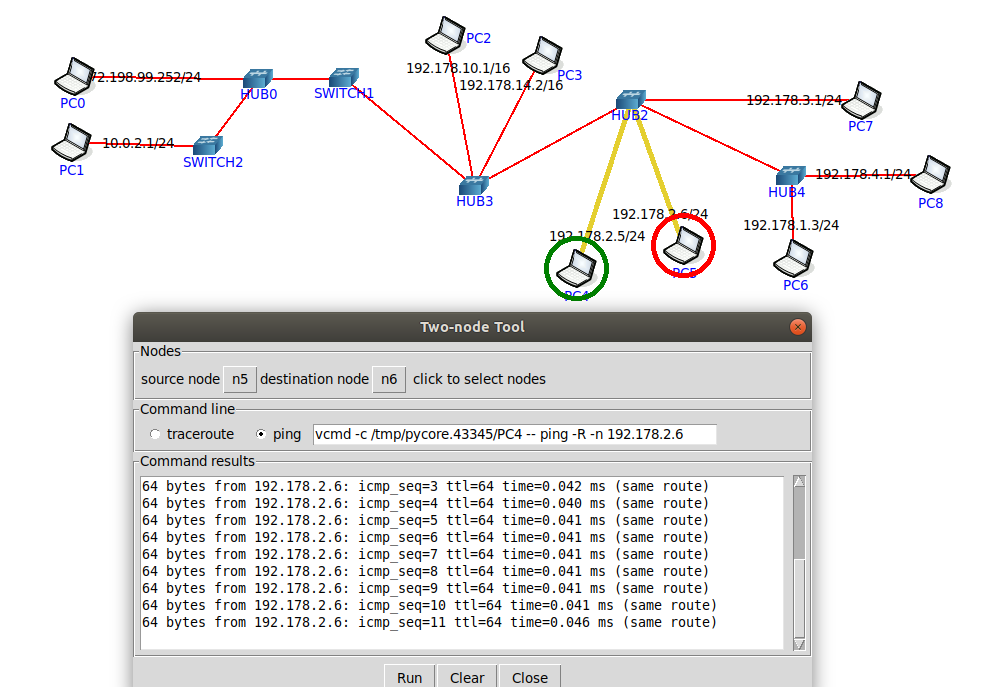 PC2
PC3
192.178.10.1/16
192.178.14.2/16
72.198.99.252/24
PC0
HUB0
SWITCH1
HUB2
192.178.3.1/24
PC7
10.0.2.1/24
PC1
SWITCH2
HUB3
HUB4
192.178.4.1/24
PC8
192.178.2.6/24
192.178.2.5/24
192.178.1.3/24
PC5
PC4
PC6
Two-node Tool
Nodes
source node n5 destination node n6 click to select nodes
Command line
traceroute ping vcmd -c /tmp/pycore.43345/PC4 -- ping -R -n 192.178.2.6
Command results
64 bytes from 192.178.2.6: icmp_seq=3 ttl=64 time=0.042 ms (same route)
64 bytes from 192.178.2.6: icmp_seq=4 ttl=64 time=0.040 ms (same route)
64 bytes from 192.178.2.6: icmp_seq=5 ttl=64 time=0.041 ms (same route)
64 bytes from 192.178.2.6: icmp_seq=6 ttl=64 time=0.041 ms (same route)
64 bytes from 192.178.2.6: icmp_seq=7 ttl=64 time=0.041 ms (same route)
64 bytes from 192.178.2.6: icmp_seq=8 ttl=64 time=0.041 ms (same route)
64 bytes from 192.178.2.6: icmp_seq=9 ttl=64 time=0.041 ms (same route)
64 bytes from 192.178.2.6: icmp_seq=10 ttl=64 time=0.041 ms (same route)
64 bytes from 192.178.2.6: icmp_seq=11 ttl=64 time=0.046 ms (same route)
Run Clear Close